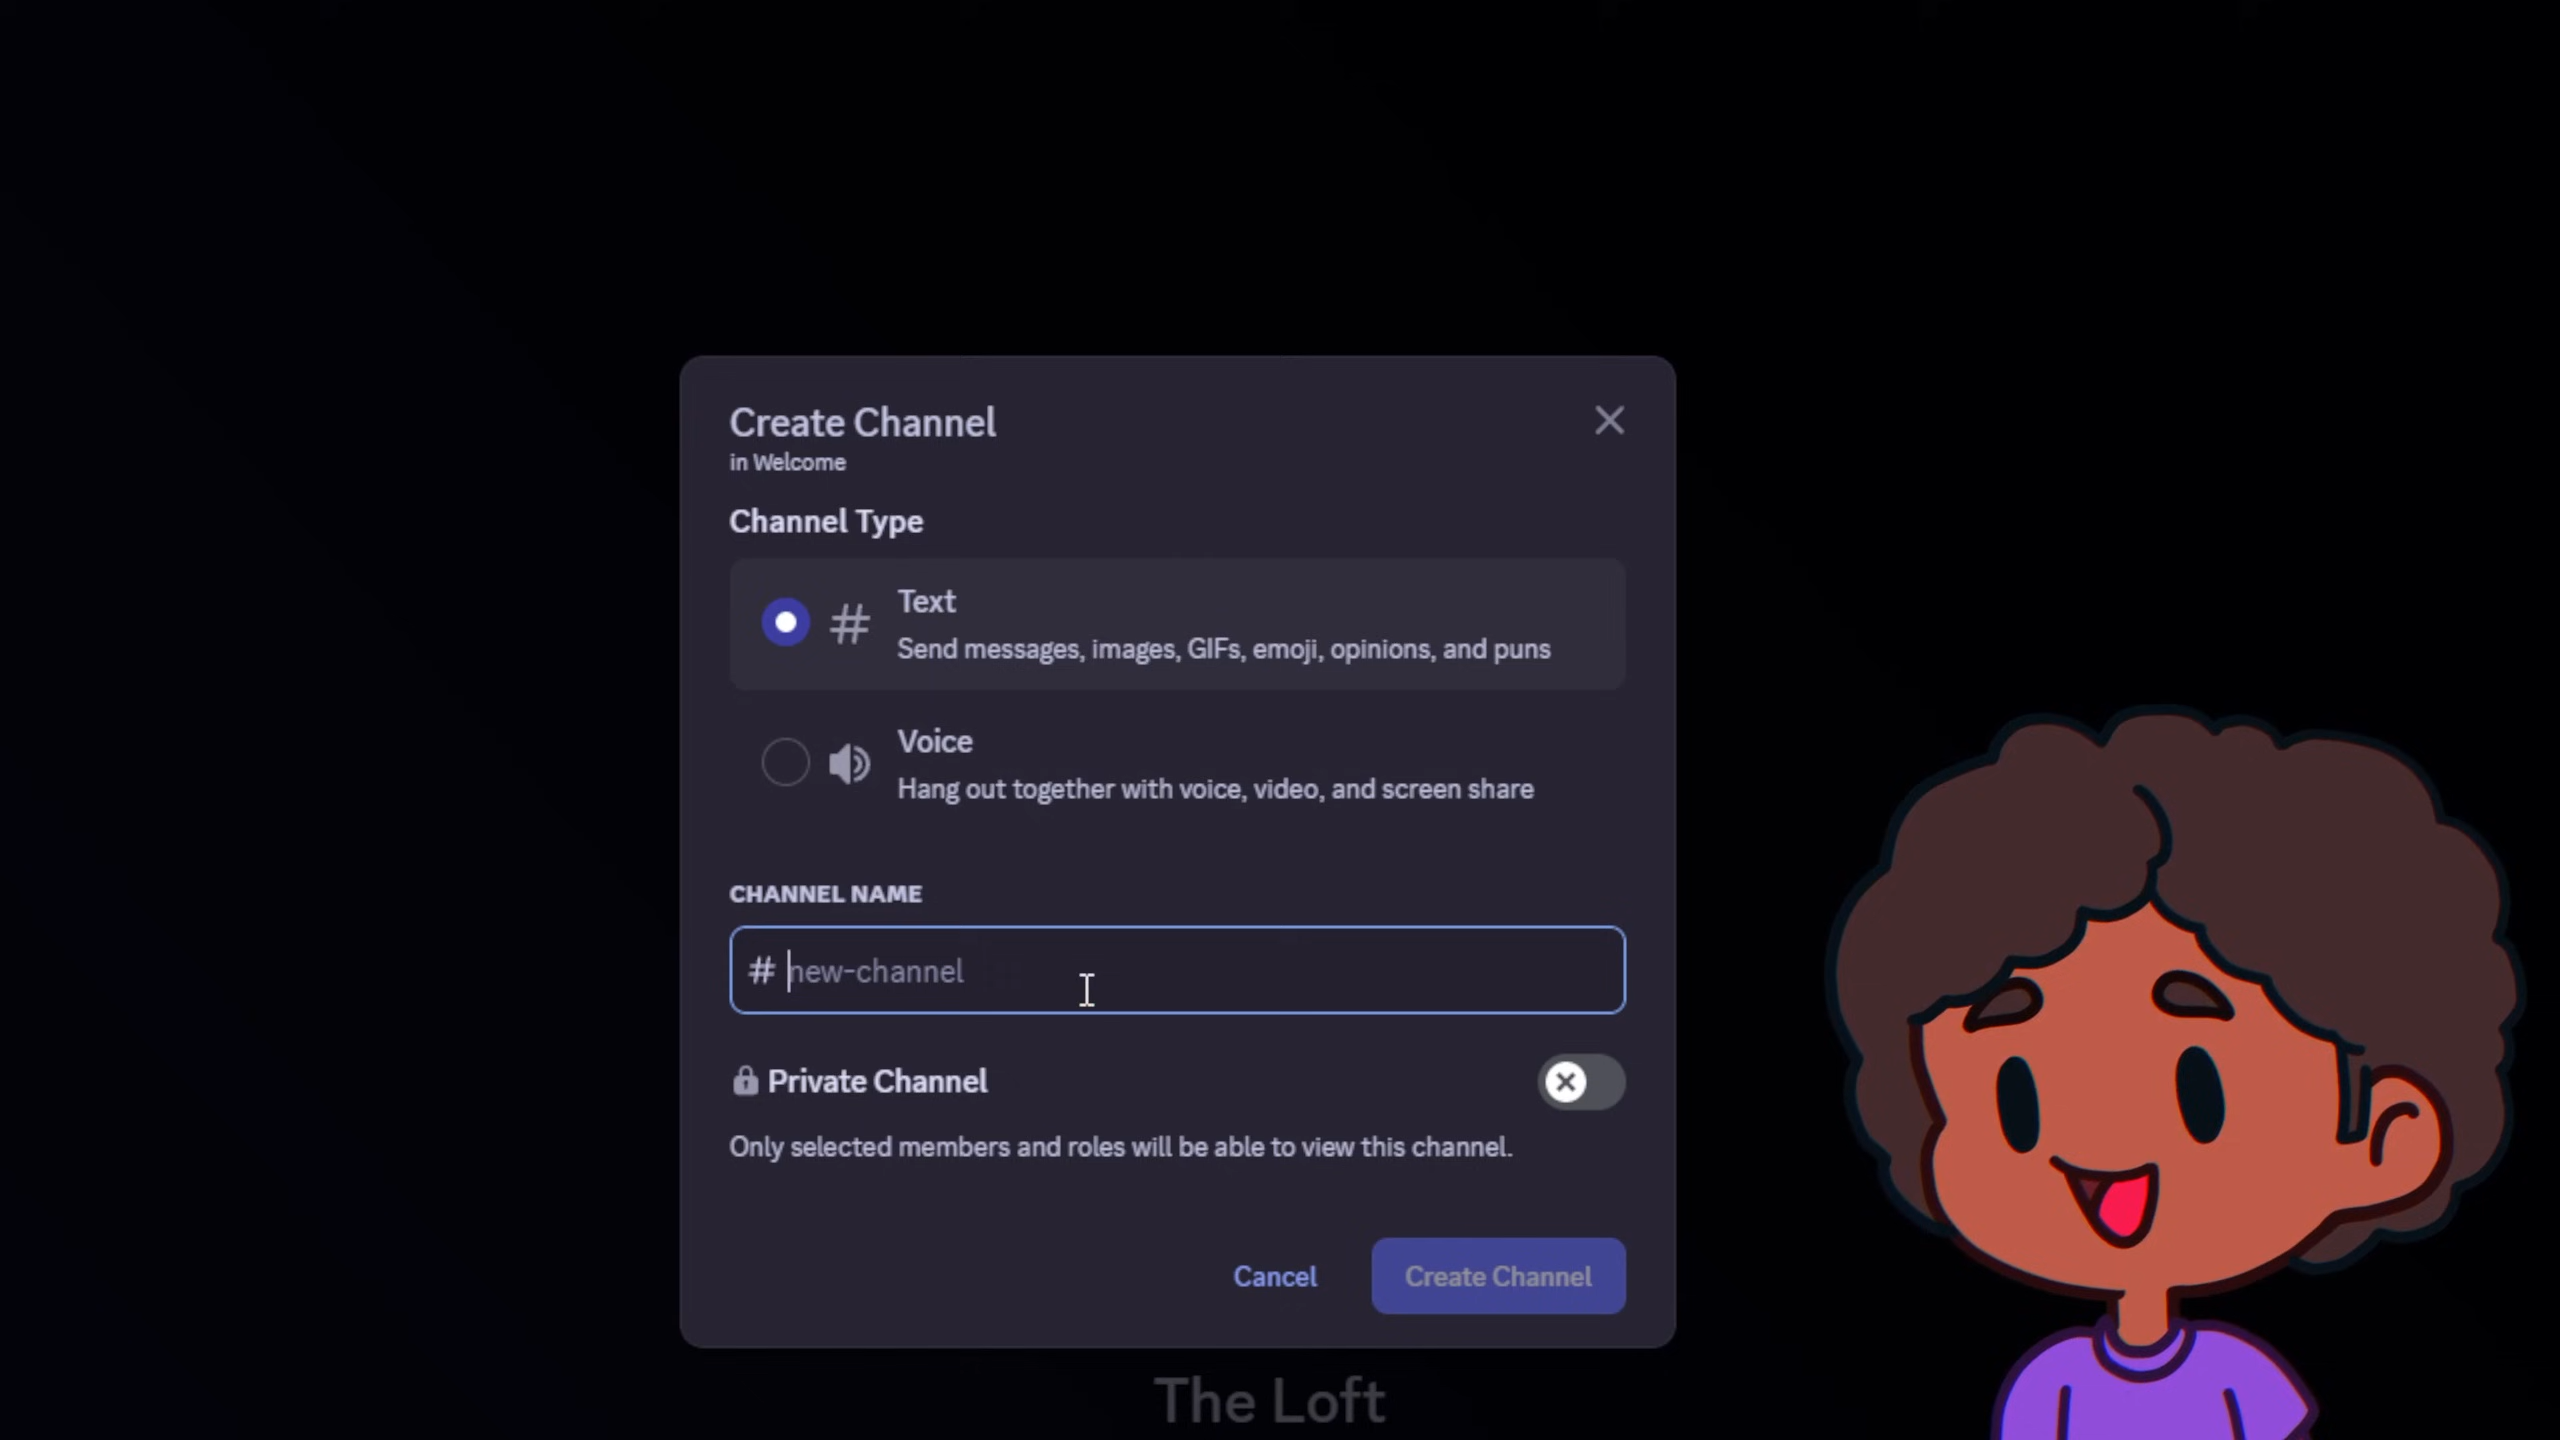 Create Channel
in Welcome
Channel Type
Text
Send messages, images, GIFs, emoji, opinions, and puns
Voice
Hang out together with voice, video, and screen share
CHANNEL NAME
# new-channel
Private Channel
Only selected members and roles will be able to view this channel.
Cancel
Create Channel
The Loft